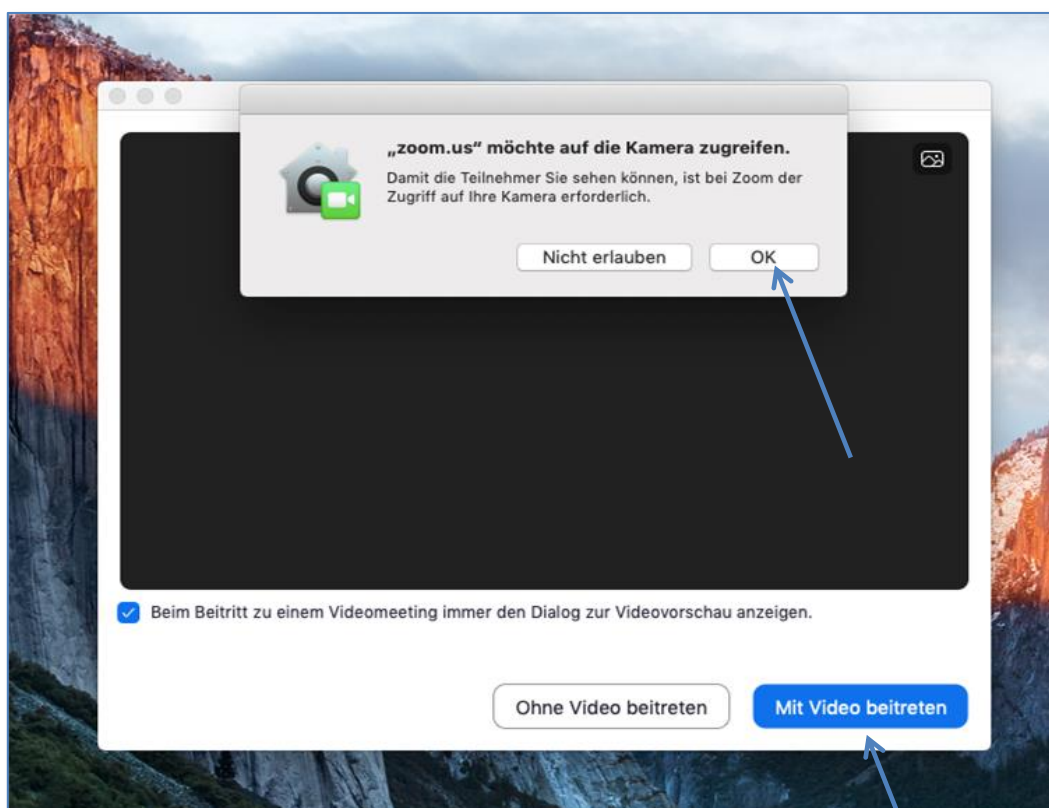 „zoom.us“ möchte auf die Kamera zugreifen.
Damit die Teilnehmer Sie sehen können, ist bei Zoom der
Zugriff auf Ihre Kamera erforderlich.
Nicht erlauben
OK
Beim Beitritt zu einem Videomeeting immer den Dialog zur Videovorschau anzeigen.
Ohne Video beitreten
Mit Video beitreten